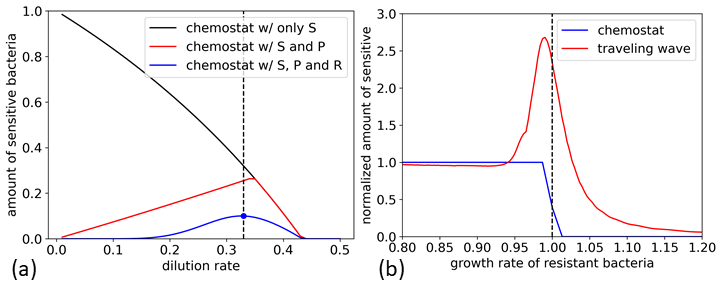 1.0
0.8
0.6
0.4
0.2
0.0
amount of sensitive bacteria
chemostat w/ only S
chemostat w/ S and P
chemostat w/ S, P and R
0.0 0.1 0.2 0.3 0.4 0.5
dilution rate
(a)
3.0
2.5
2.0
1.5
1.0
0.5
0.0
normalized amount of sensitive
chemostat
traveling wave
0.80 0.85 0.90 0.95 1.00 1.05 1.10 1.15 1.20
growth rate of resistant bacteria
(b)